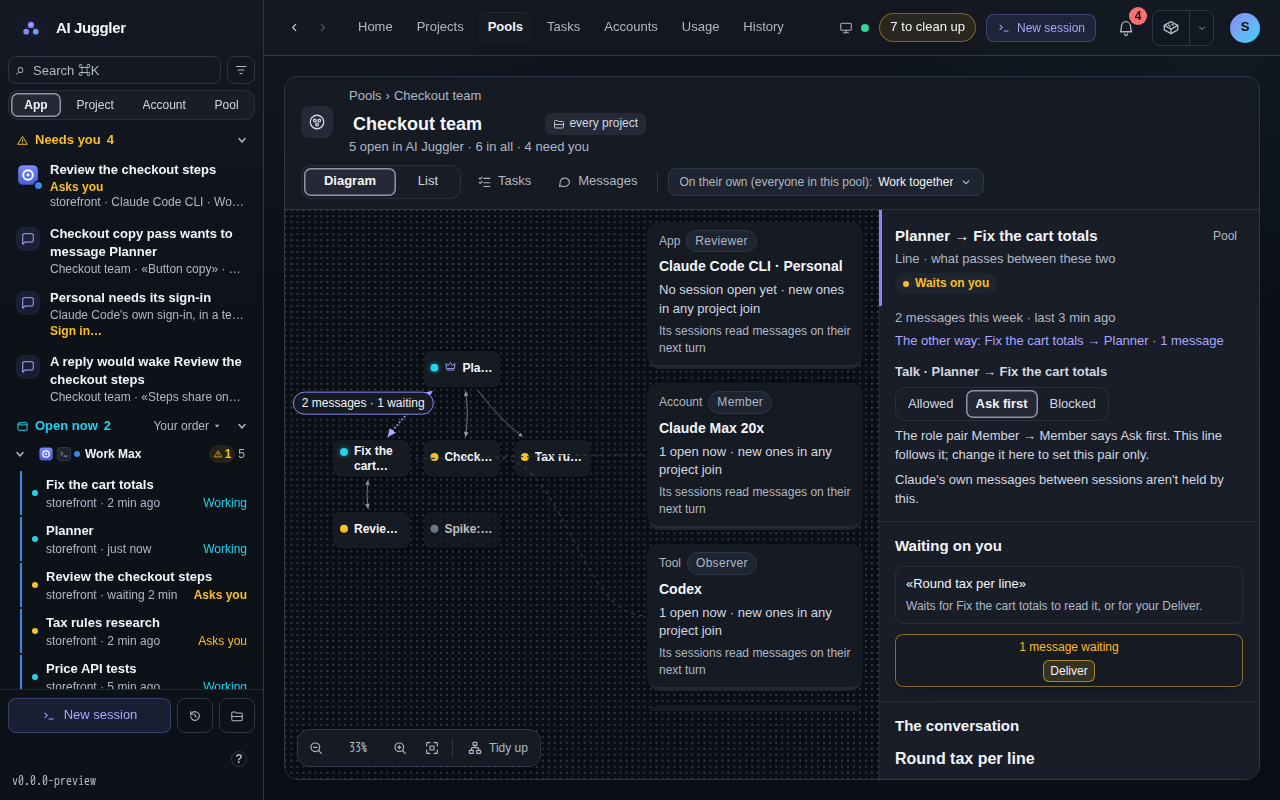 AI Juggler
Search ⌘K
App Project Account Pool
Needs you 4
Review the checkout steps
Asks you
storefront · Claude Code CLI · Wo…
Checkout copy pass wants to
message Planner
Checkout team · «Button copy» · …
Personal needs its sign-in
Claude Code's own sign-in, in a te…
Sign in…
A reply would wake Review the
checkout steps
Checkout team · «Steps share on…
Open now 2 Your order
Work Max 1 5
Fix the cart totals
storefront · 2 min ago Working
Planner
storefront · just now Working
Review the checkout steps
storefront · waiting 2 min Asks you
Tax rules research
storefront · 2 min ago Asks you
Price API tests
storefront · 5 min ago Working
New session
?
v0.0.0-preview
Home Projects Pools Tasks Accounts Usage History
7 to clean up
New session
4
S
Pools › Checkout team
Checkout team
every project
5 open in AI Juggler · 6 in all · 4 need you
Diagram List Tasks Messages
On their own (everyone in this pool): Work together
Pla…
2 messages · 1 waiting
Fix the
cart…
Check…
Tax ru…
Revie…
Spike:…
App Reviewer
Claude Code CLI · Personal
No session open yet · new ones
in any project join
Its sessions read messages on their
next turn
Account Member
Claude Max 20x
1 open now · new ones in any
project join
Its sessions read messages on their
next turn
Tool Observer
Codex
1 open now · new ones in any
project join
Its sessions read messages on their
next turn
33%
Tidy up
Planner → Fix the cart totals Pool
Line · what passes between these two
Waits on you
2 messages this week · last 3 min ago
The other way: Fix the cart totals → Planner · 1 message
Talk · Planner → Fix the cart totals
Allowed Ask first Blocked
The role pair Member → Member says Ask first. This line
follows it; change it here to set this pair only.
Claude's own messages between sessions aren't held by
this.
Waiting on you
«Round tax per line»
Waits for Fix the cart totals to read it, or for your Deliver.
1 message waiting
Deliver
The conversation
Round tax per line